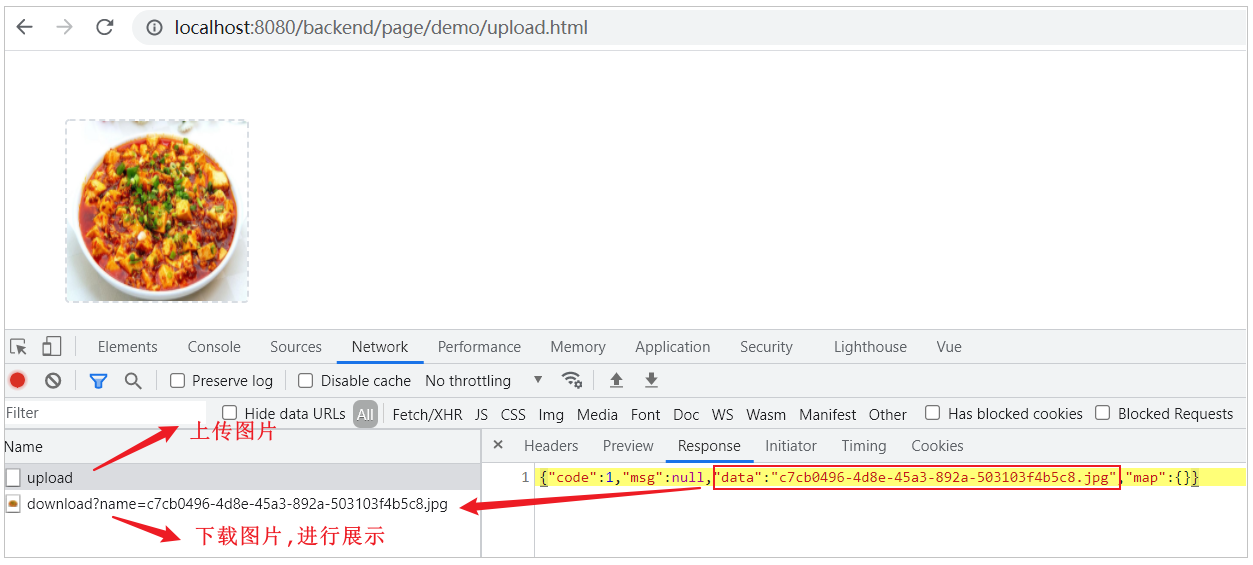 localhost:8080/backend/page/demo/upload.html
Elements Console Sources Network Performance Memory Application Security Lighthouse Vue
Preserve log Disable cache No throttling
Filter Hide data URLs All Fetch/XHR JS CSS Img Media Font Doc WS Wasm Manifest Other Has blocked cookies Blocked Requests
上传图片
Name × Headers Preview Response Initiator Timing Cookies
upload 1 {"code":1,"msg":null,"data":"c7cb0496-4d8e-45a3-892a-503103f4b5c8.jpg","map":{}}
download?name=c7cb0496-4d8e-45a3-892a-503103f4b5c8.jpg
下载图片,进行展示